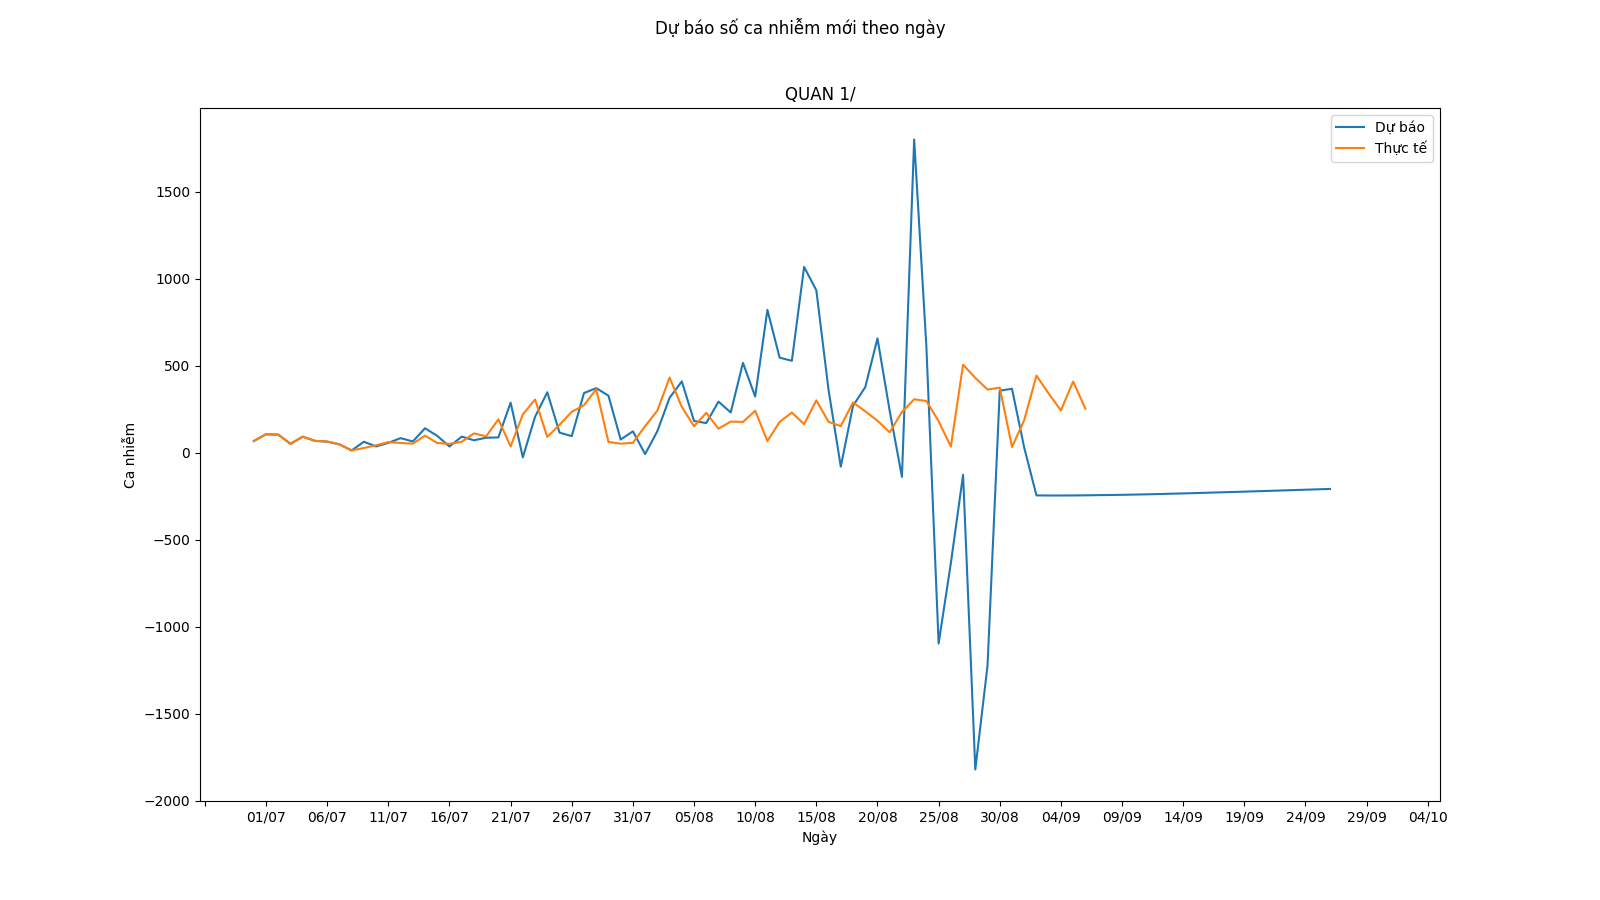 Dự báo số ca nhiễm mới theo ngày
QUAN 1/
Dự báo
Thực tế
1500
1000
500
0
−500
−1000
−1500
−2000
Ca nhiễm
01/07 06/07 11/07 16/07 21/07 26/07 31/07 05/08 10/08 15/08 20/08 25/08 30/08 04/09 09/09 14/09 19/09 24/09 29/09 04/10
Ngày